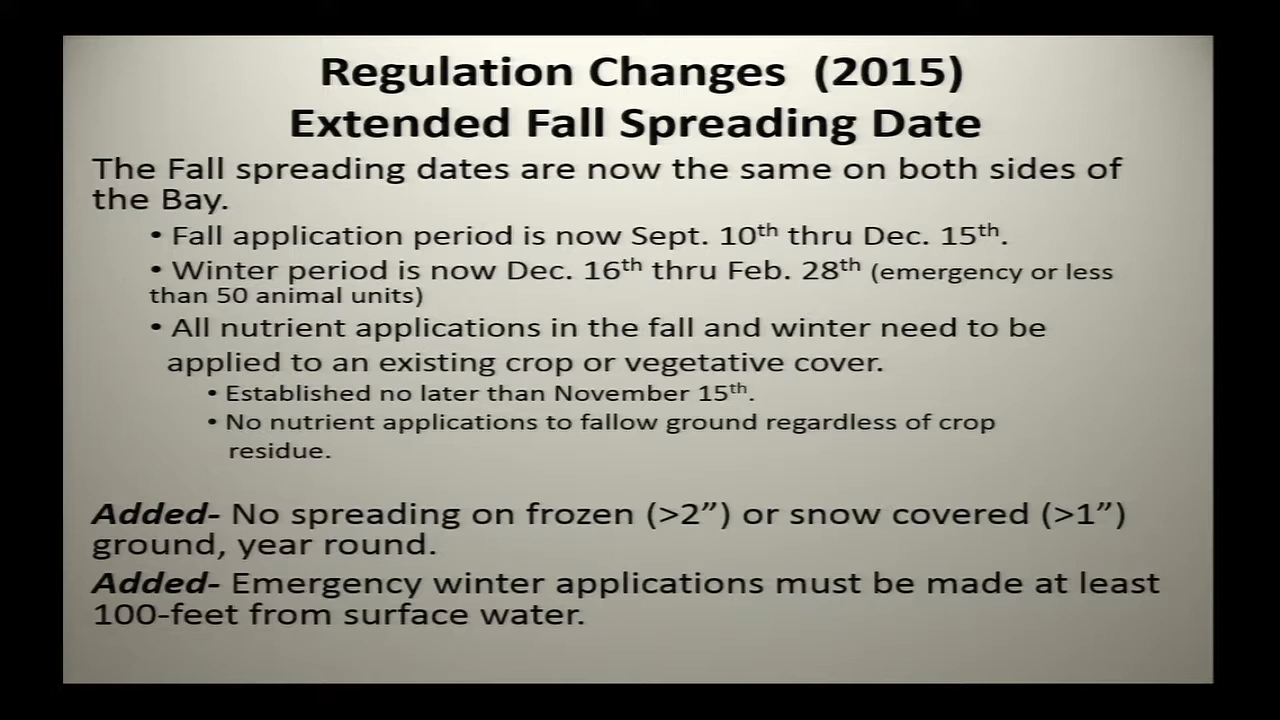 Regulation Changes (2015)
Extended Fall Spreading Date
The Fall spreading dates are now the same on both sides of
the Bay.
• Fall application period is now Sept. 10th thru Dec. 15th.
• Winter period is now Dec. 16th thru Feb. 28th (emergency or less
than 50 animal units)
• All nutrient applications in the fall and winter need to be
applied to an existing crop or vegetative cover.
• Established no later than November 15th.
• No nutrient applications to fallow ground regardless of crop
residue.
Added- No spreading on frozen (>2”) or snow covered (>1”)
ground, year round.
Added- Emergency winter applications must be made at least
100-feet from surface water.